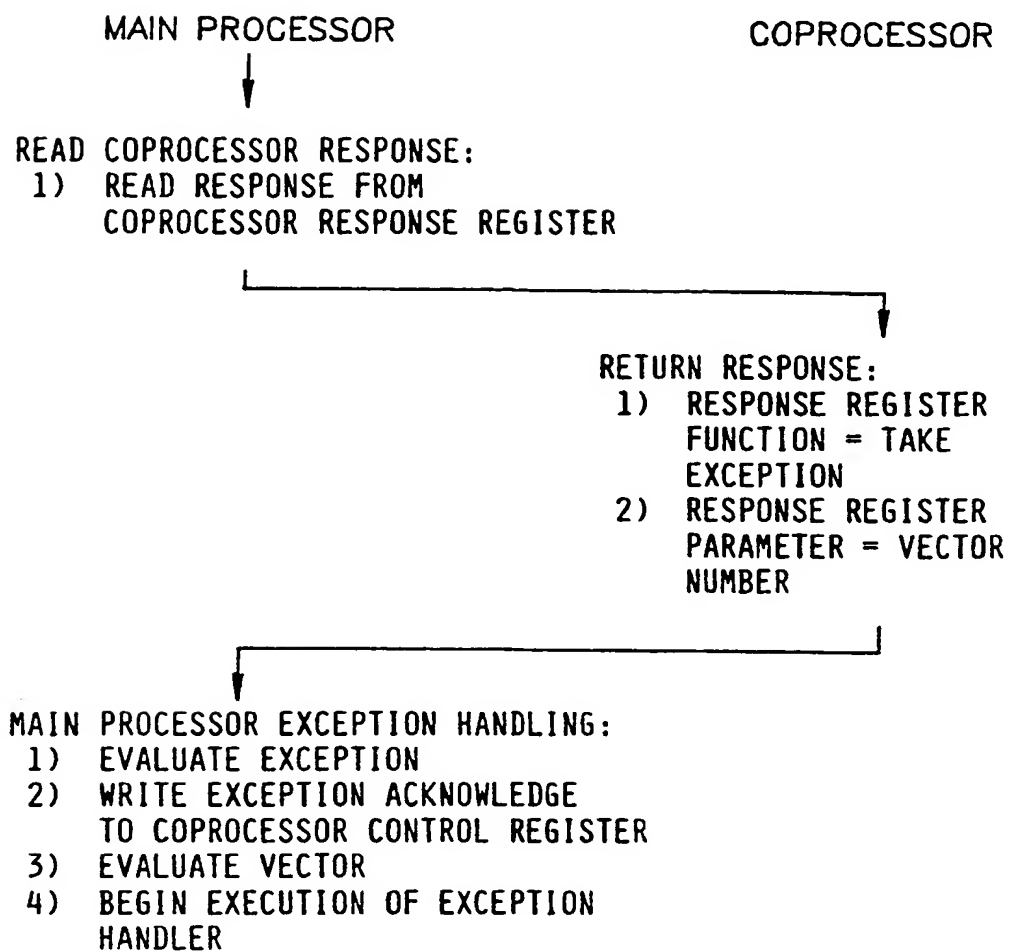 MAIN PROCESSOR
COPROCESSOR
READ COPROCESSOR RESPONSE:
1) READ RESPONSE FROM
COPROCESSOR RESPONSE REGISTER
RETURN RESPONSE:
1) RESPONSE REGISTER
FUNCTION = TAKE
EXCEPTION
2) RESPONSE REGISTER
PARAMETER = VECTOR
NUMBER
MAIN PROCESSOR EXCEPTION HANDLING:
1) EVALUATE EXCEPTION
2) WRITE EXCEPTION ACKNOWLEDGE
TO COPROCESSOR CONTROL REGISTER
3) EVALUATE VECTOR
4) BEGIN EXECUTION OF EXCEPTION
HANDLER